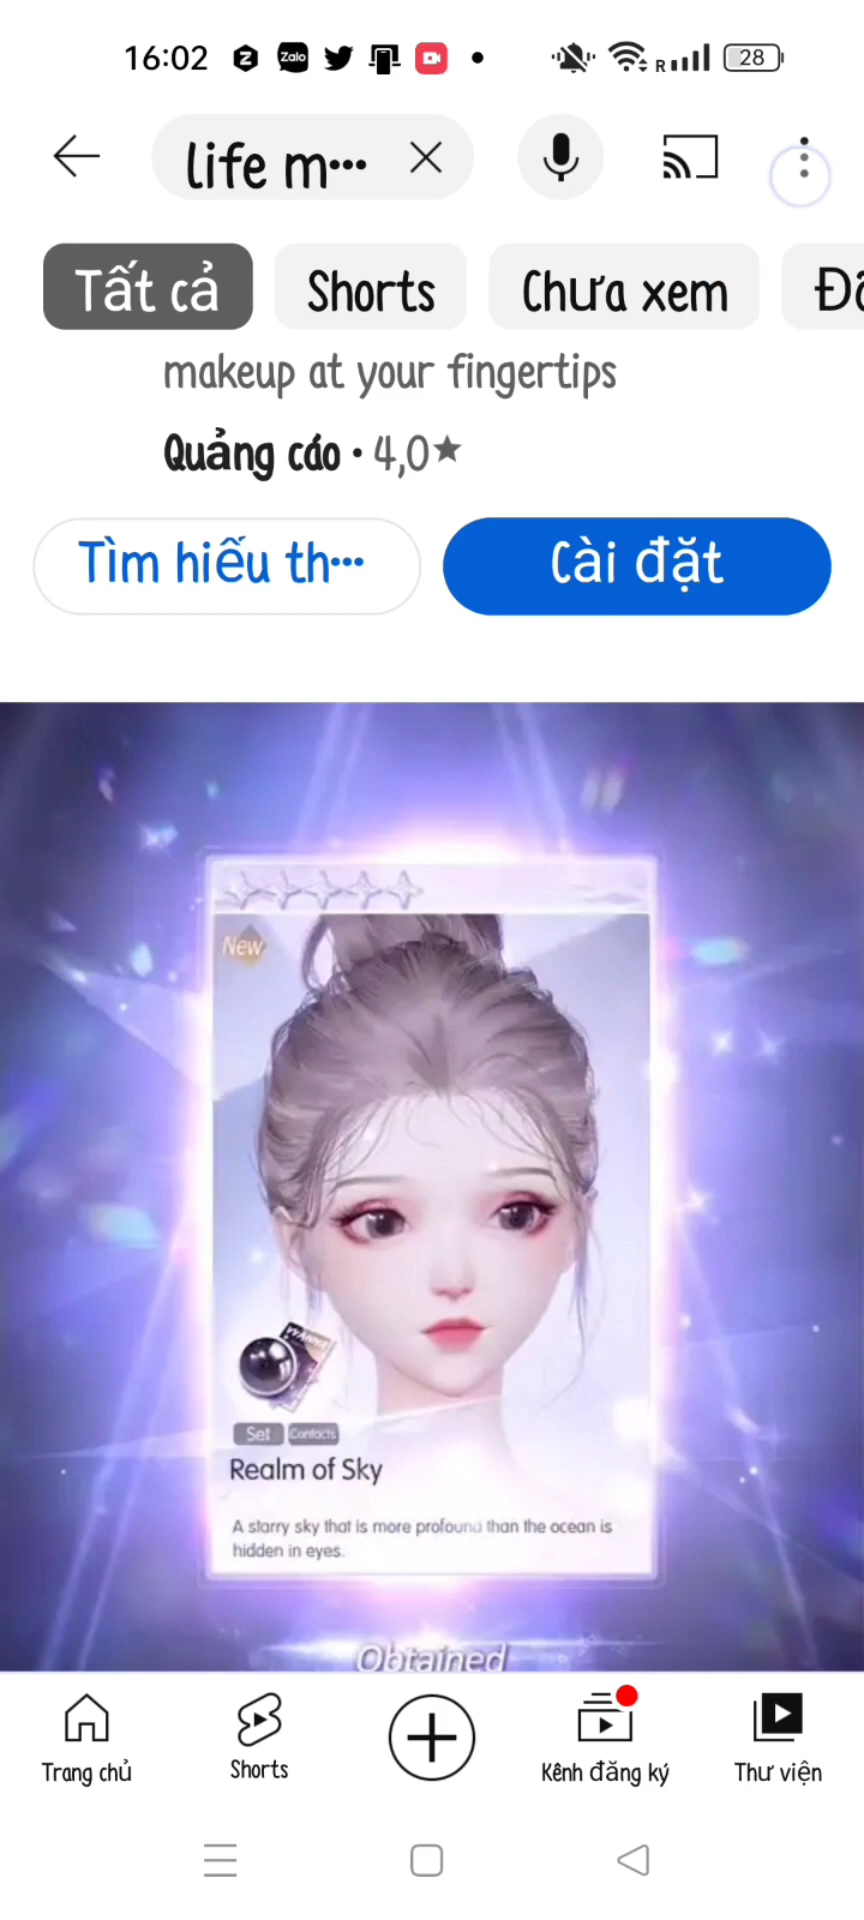 16:02 Zalo R 28
life m...
Tất cả Shorts Chưa xem
makeup at your fingertips
Quảng cáo • 4,0★
Tìm hiểu th... Cài đặt
New
Set Contacts
Realm of Sky
A starry sky that is more profound than the ocean is
hidden in eyes.
Obtained
Trang chủ Shorts Kênh đăng ký Thư viện